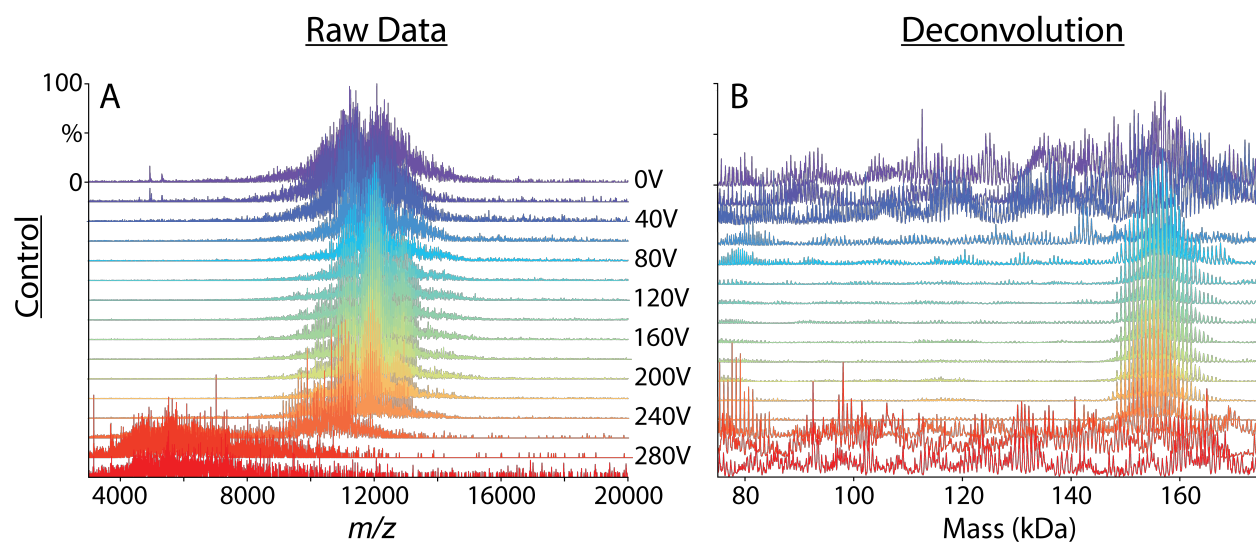 Raw Data
Deconvolution
100
A
B
%
0
0V
40V
80V
120V
160V
200V
240V
280V
Control
4000 8000 12000 16000 20000
80 100 120 140 160
m/z
Mass (kDa)